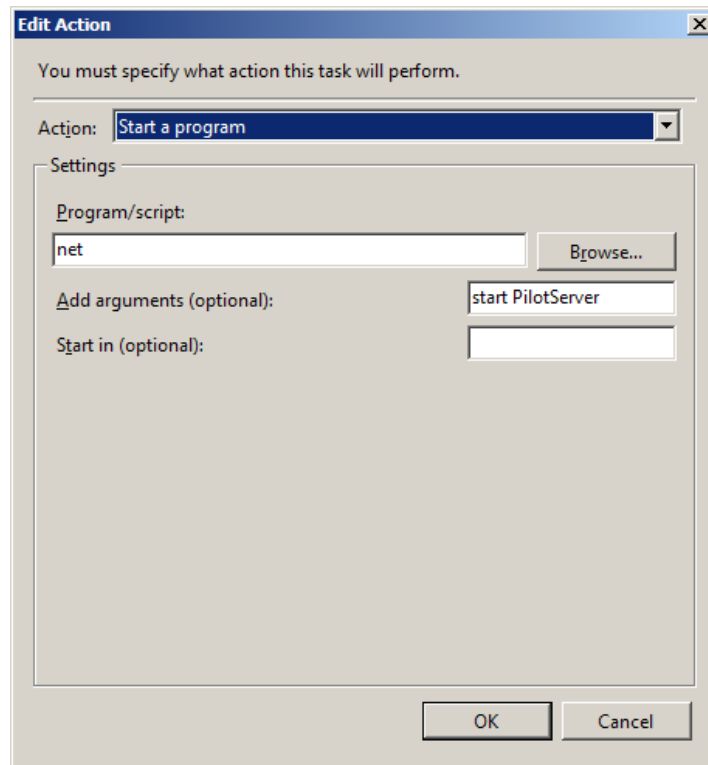 Edit Action
You must specify what action this task will perform.
Action: Start a program
Settings
Program/script:
net Browse...
Add arguments (optional): start PilotServer
Start in (optional):
OK Cancel